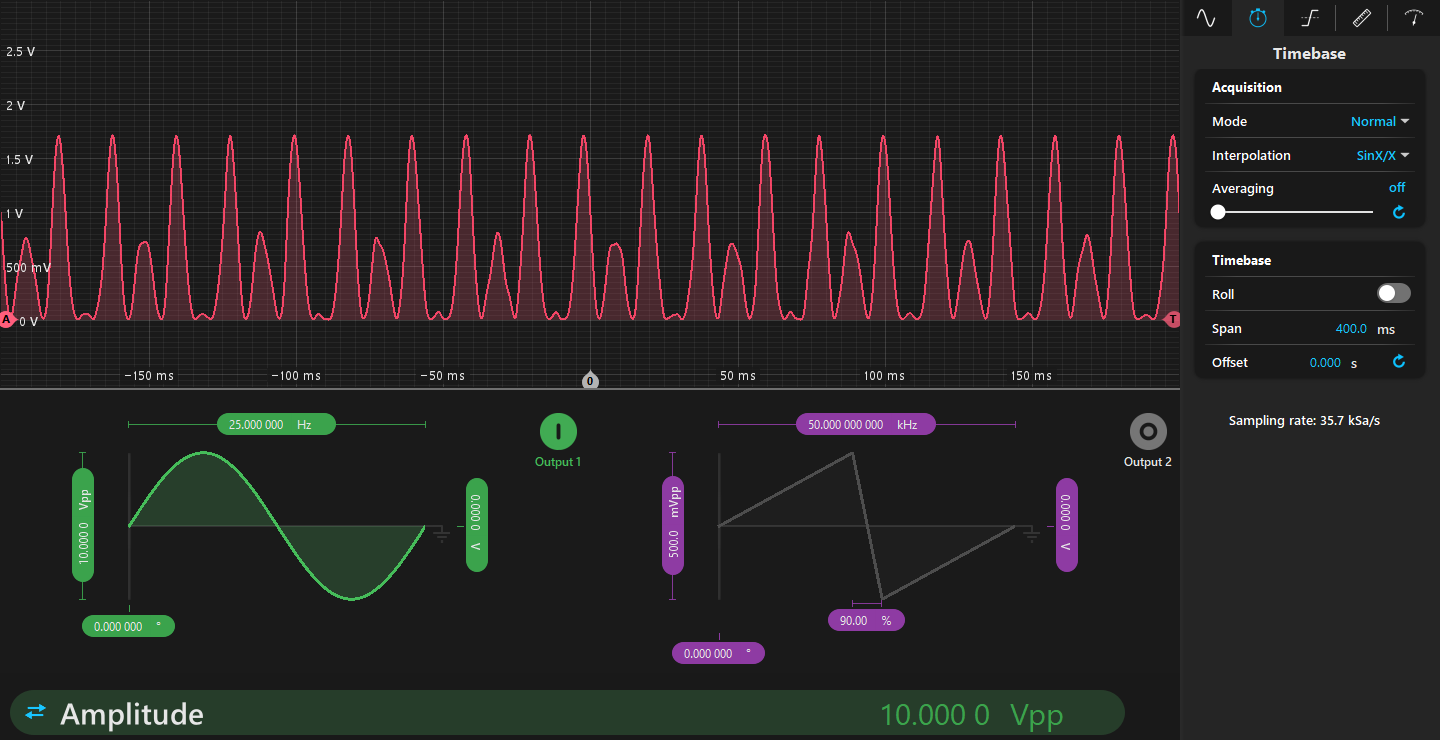 Timebase
2.5 V
2 V
1.5 V
1 V
500 mV
0 V
A
T
−150 ms
−100 ms
−50 ms
0
50 ms
100 ms
150 ms
Acquisition
Mode Normal
Interpolation SinX/X
Averaging off
Timebase
Roll
Span 400.0 ms
Offset 0.000 s
Sampling rate: 35.7 kSa/s
25.000 000 Hz
10.000 0 Vpp
0.000 0 V
0.000 000 °
Output 1
50.000 000 000 kHz
500.0 mVpp
0.000 0 V
90.00 %
0.000 000 °
Output 2
Amplitude 10.000 0 Vpp